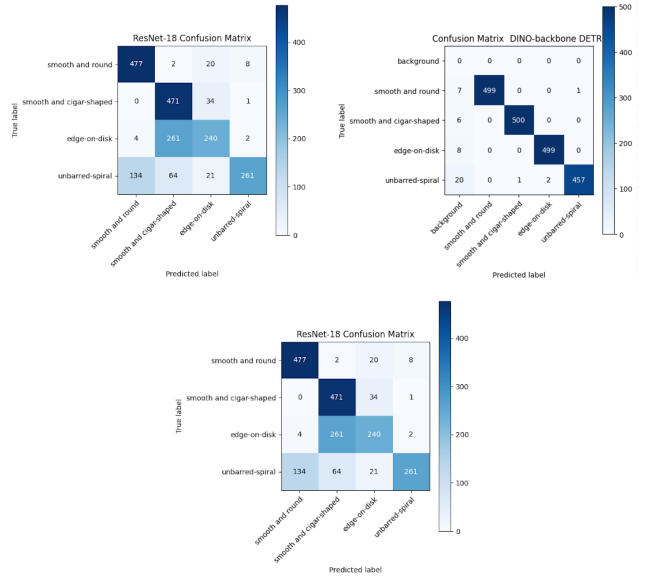 ResNet-18 Confusion Matrix
True label
smooth and round 477 2 20 8
smooth and cigar-shaped 0 471 34 1
edge-on-disk 4 261 240 2
unbarred-spiral 134 64 21 261
smooth and round
smooth and cigar-shaped
edge-on-disk
unbarred-spiral
Predicted label
400
300
200
100
0
Confusion Matrix DINO-backbone DETR
True label
background 0 0 0 0 0
smooth and round 7 499 0 0 1
smooth and cigar-shaped 6 0 500 0 0
edge-on-disk 8 0 0 499 0
unbarred-spiral 20 0 1 2 457
background
smooth and round
smooth and cigar-shaped
edge-on-disk
unbarred-spiral
Predicted label
500
400
300
200
100
0
ResNet-18 Confusion Matrix
True label
smooth and round 477 2 20 8
smooth and cigar-shaped 0 471 34 1
edge-on-disk 4 261 240 2
unbarred-spiral 134 64 21 261
smooth and round
smooth and cigar-shaped
edge-on-disk
unbarred-spiral
Predicted label
400
300
200
100
0